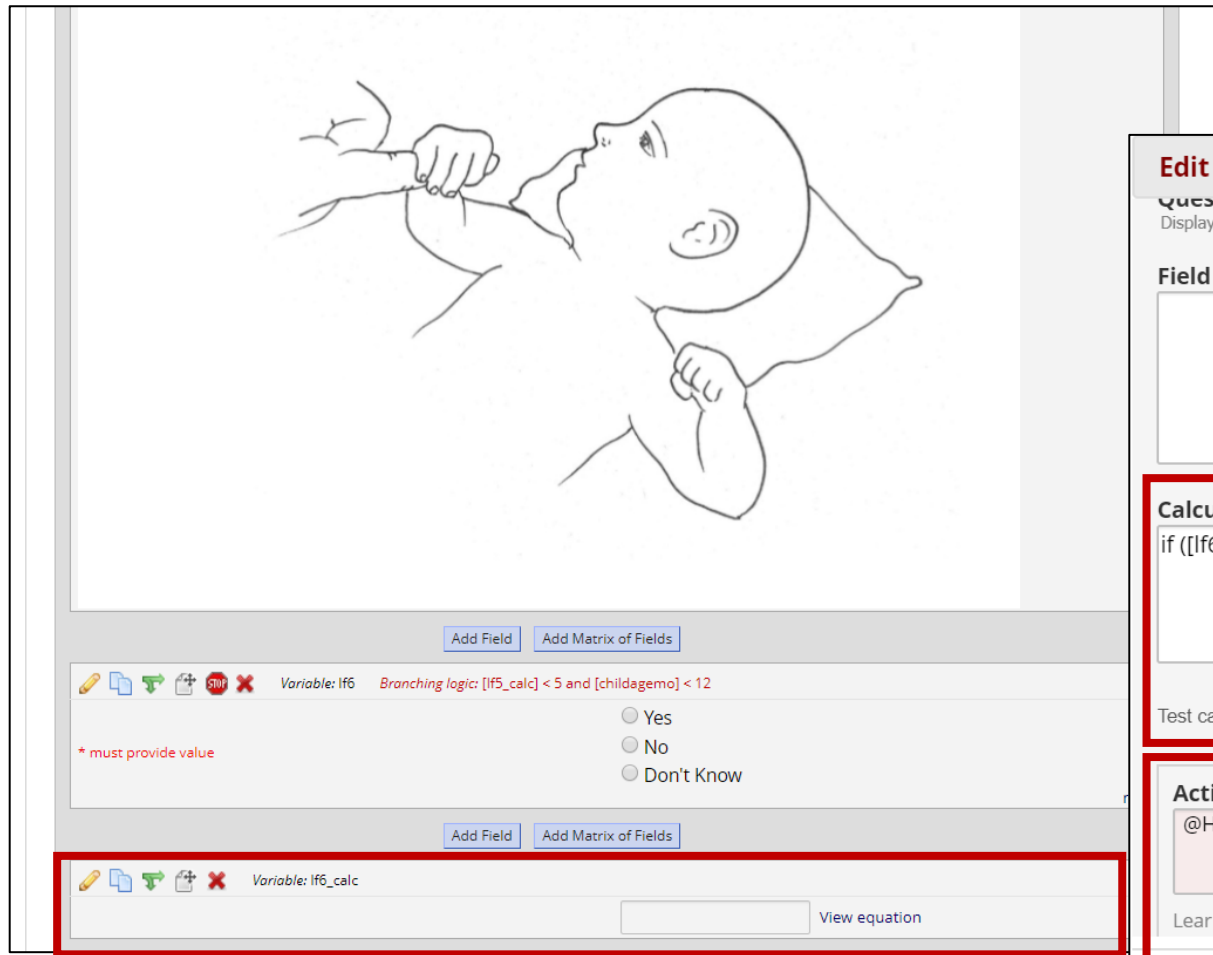 Add Field Add Matrix of Fields
STOP Variable: lf6 Branching logic: [lf5_calc] < 5 and [childagemo] < 12
* must provide value
Yes
No
Don't Know
Add Field Add Matrix of Fields
Variable: lf6_calc
View equation
Edit
Display
Field
Calcu
if ([lf6
Test ca
Acti
@H
Lear